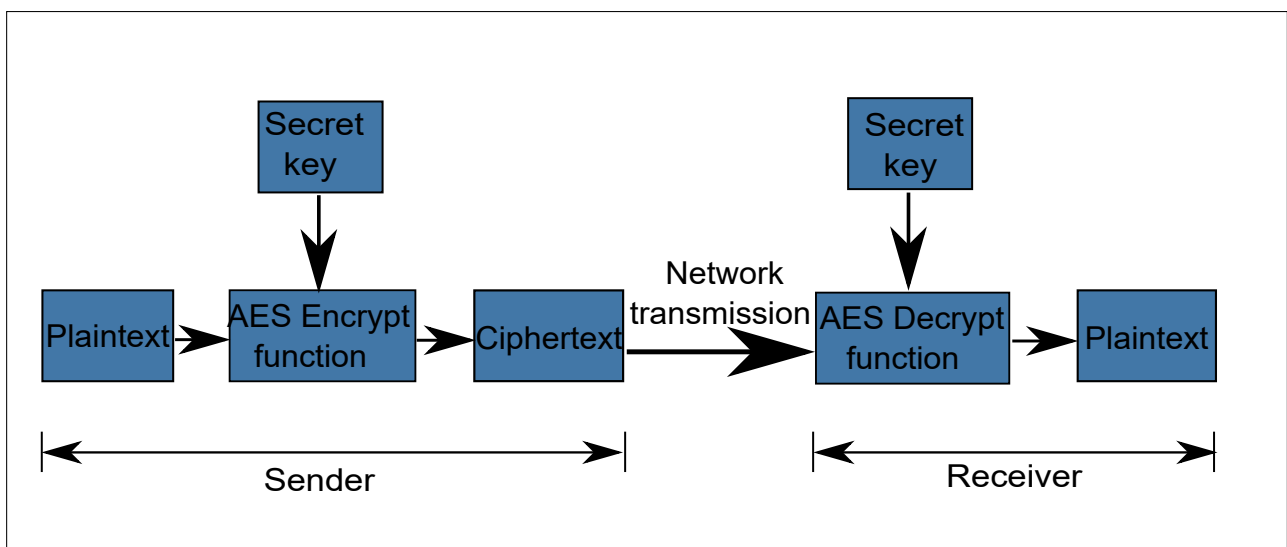 Secret
key
Secret
key
Plaintext
AES Encrypt
function
Ciphertext
Network
transmission
AES Decrypt
function
Plaintext
Sender
Receiver